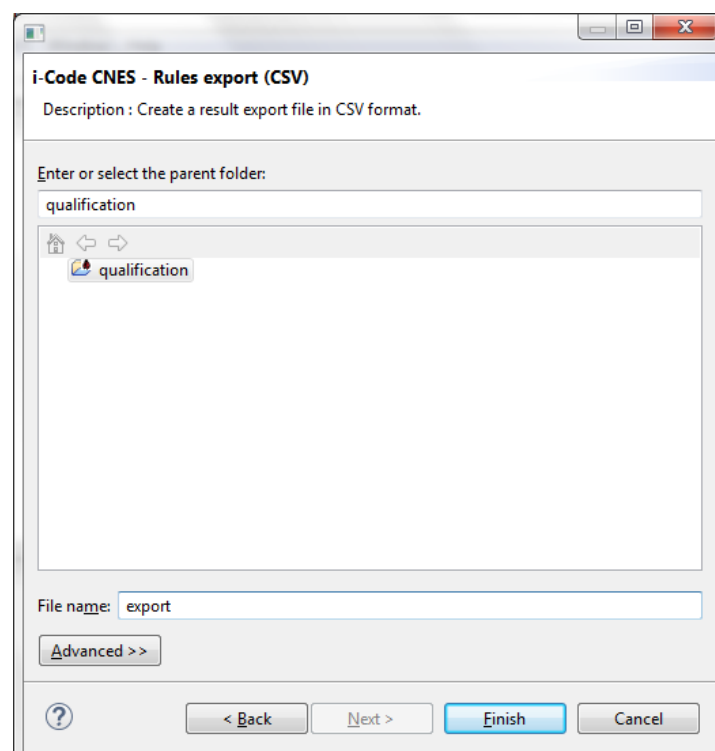 i-Code CNES - Rules export (CSV)
Description : Create a result export file in CSV format.
Enter or select the parent folder:
qualification
qualification
File name: export
Advanced >>
? < Back Next > Finish Cancel